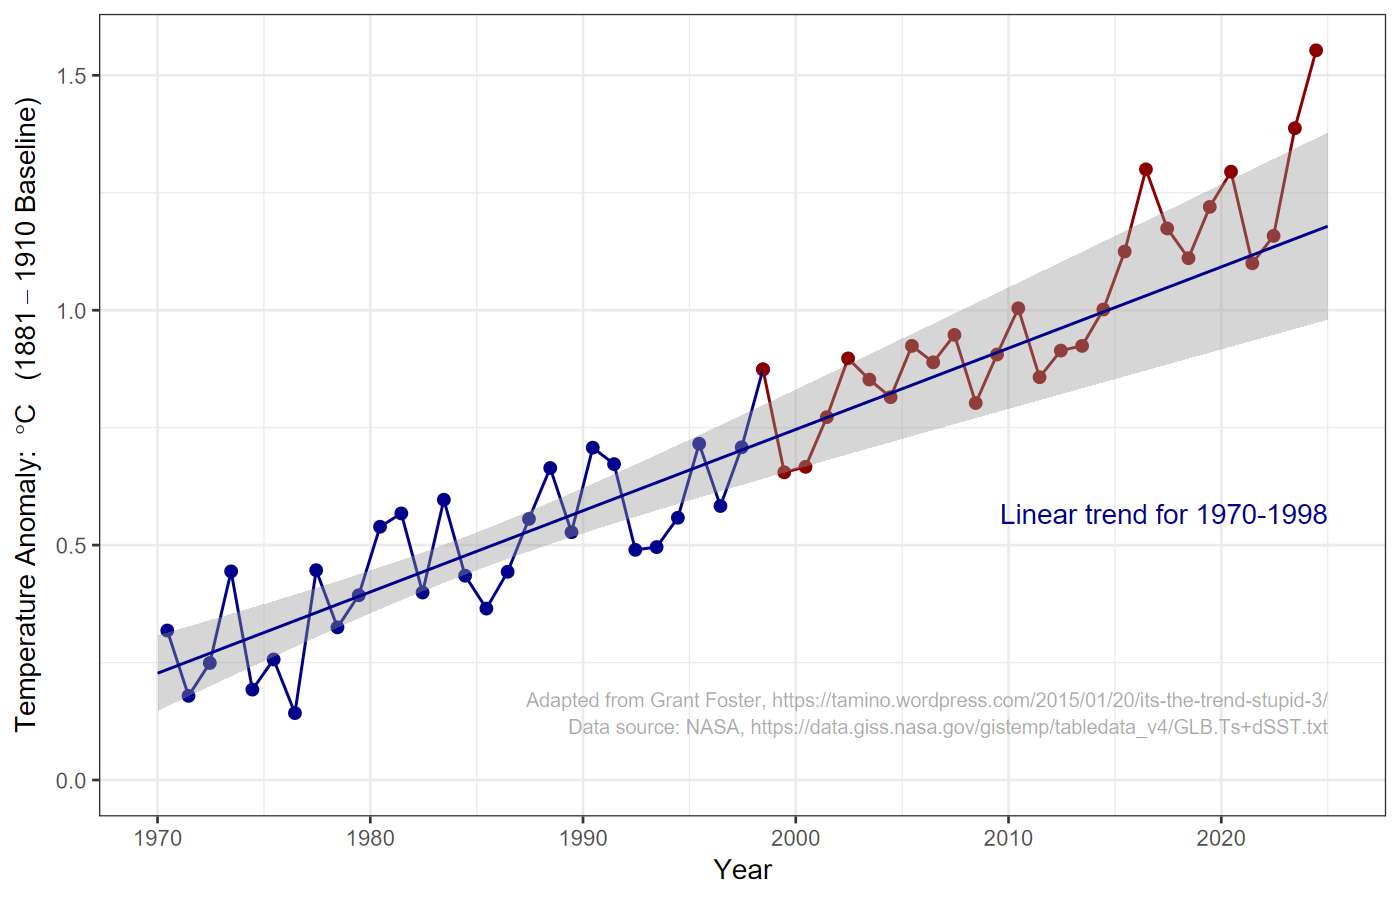 Temperature Anomaly: °C (1881 – 1910 Baseline)
1.5
1.0
0.5
0.0
Linear trend for 1970-1998
Adapted from Grant Foster, https://tamino.wordpress.com/2015/01/20/its-the-trend-stupid-3/
Data source: NASA, https://data.giss.nasa.gov/gistemp/tabledata_v4/GLB.Ts+dSST.txt
1970 1980 1990 2000 2010 2020
Year